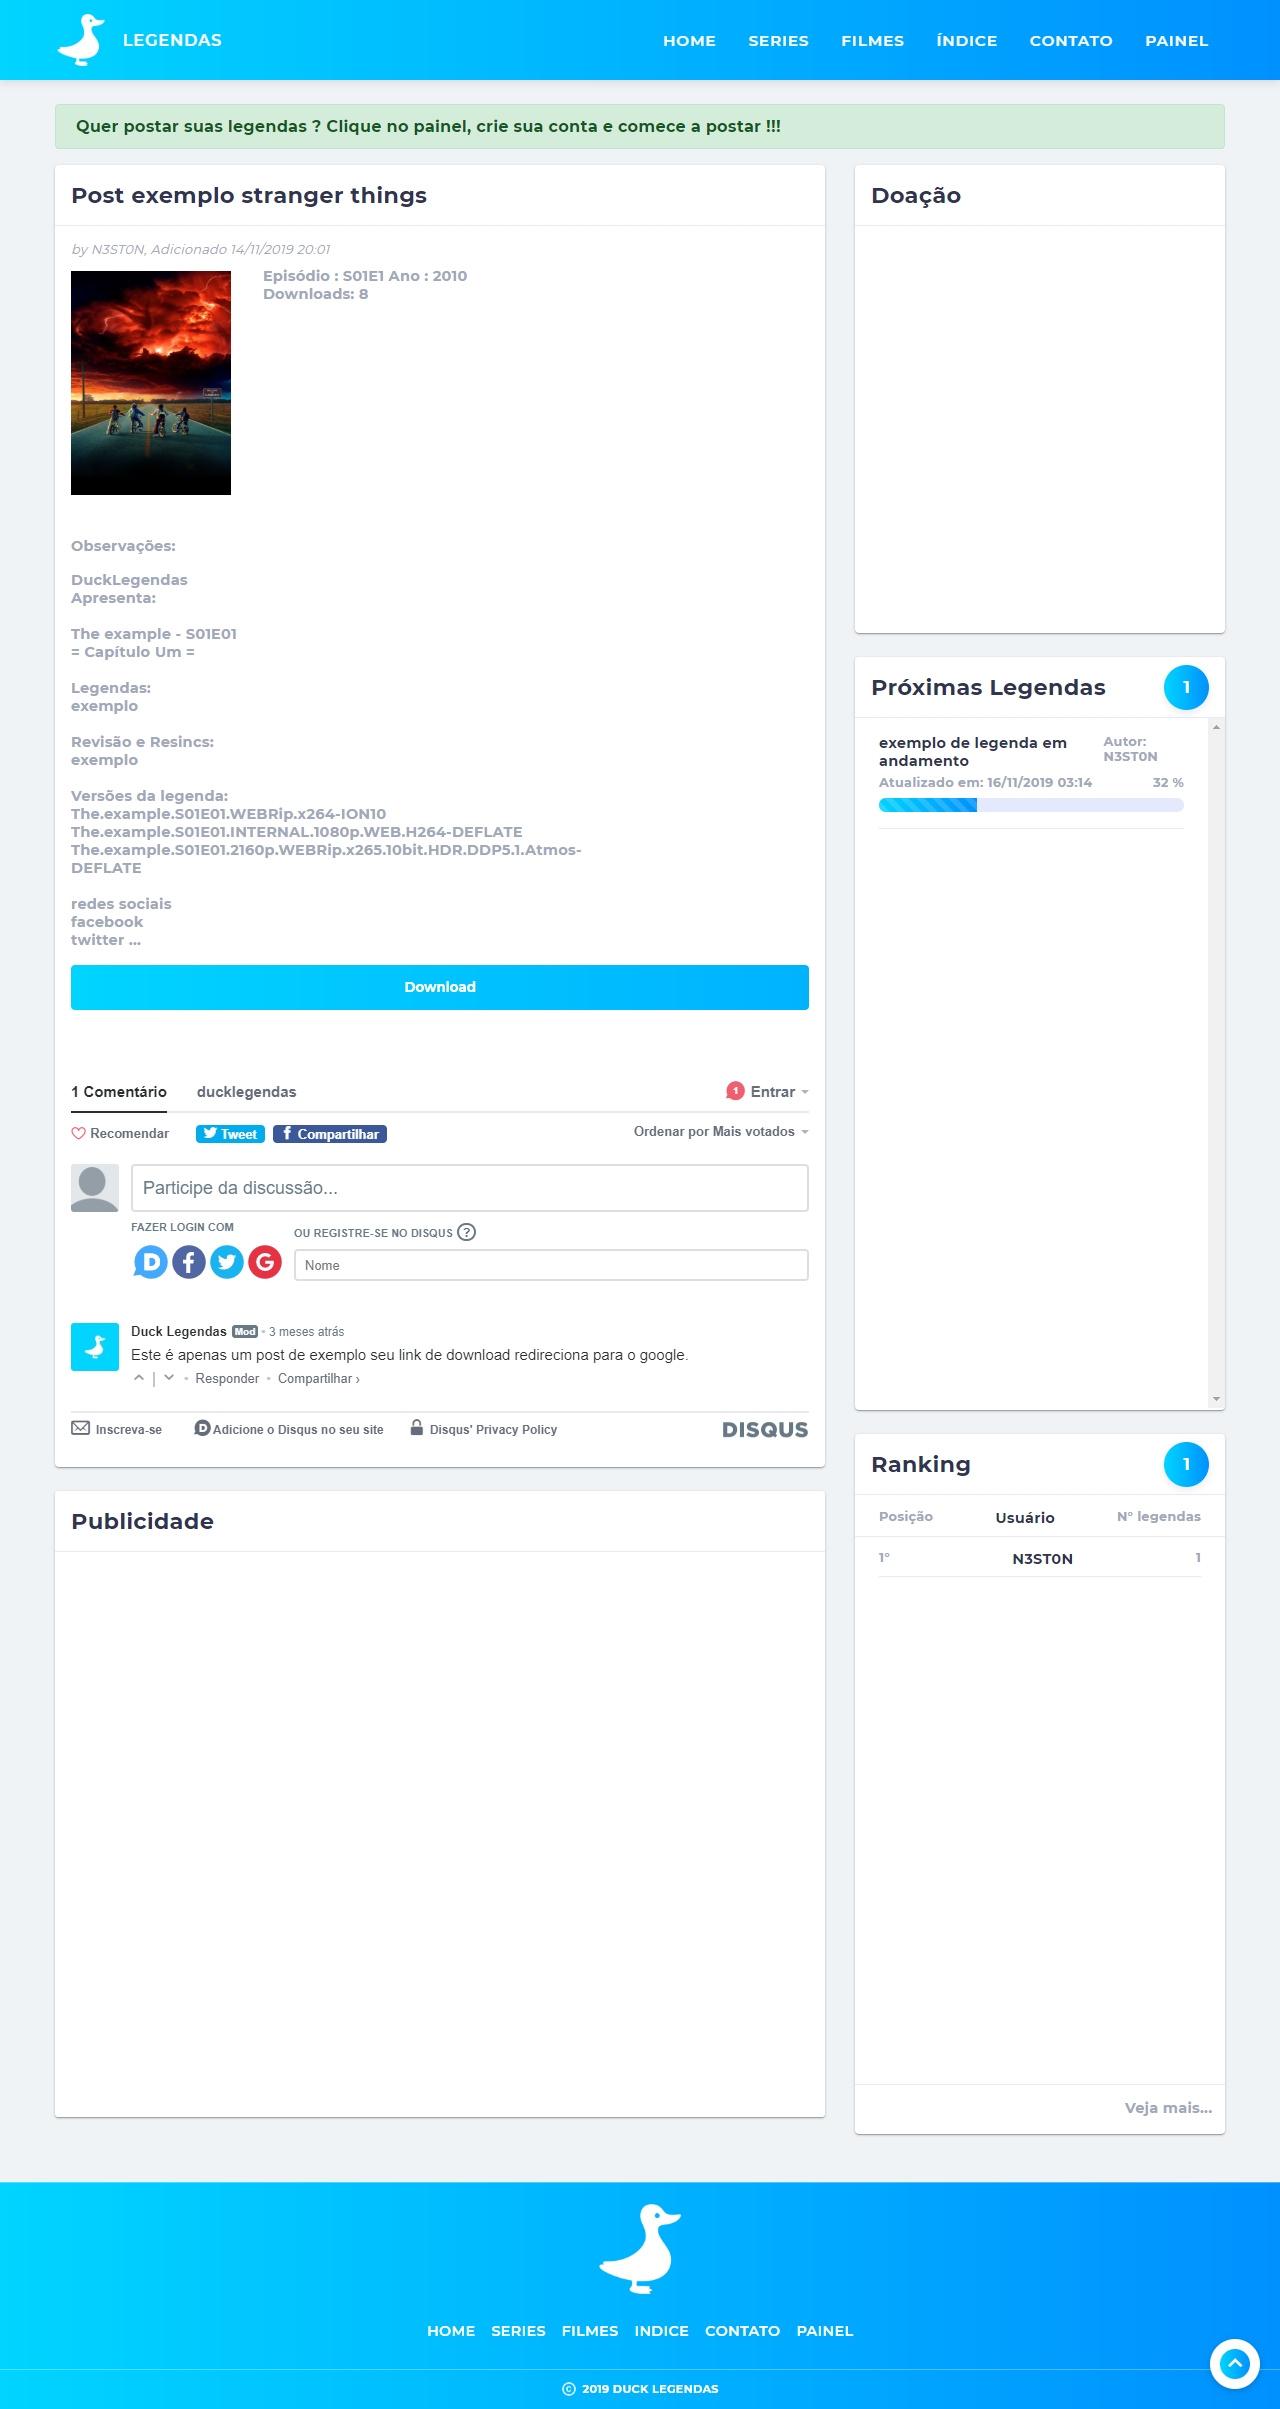 LEGENDAS
HOME SERIES FILMES ÍNDICE CONTATO PAINEL
Quer postar suas legendas ? Clique no painel, crie sua conta e comece a postar !!!
Post exemplo stranger things
by N3ST0N, Adicionado 14/11/2019 20:01
Episódio : S01E1 Ano : 2010
Downloads: 8
Observações:
DuckLegendas
Apresenta:
The example - S01E01
= Capítulo Um =
Legendas:
exemplo
Revisão e Resincs:
exemplo
Versões da legenda:
The.example.S01E01.WEBRip.x264-ION10
The.example.S01E01.INTERNAL.1080p.WEB.H264-DEFLATE
The.example.S01E01.2160p.WEBRip.x265.10bit.HDR.DDP5.1.Atmos-
DEFLATE
redes sociais
facebook
twitter ...
Download
1 Comentário ducklegendas 1 Entrar
Recomendar Tweet Compartilhar Ordenar por Mais votados
Participe da discussão...
FAZER LOGIN COM
OU REGISTRE-SE NO DISQUS ?
Nome
Duck Legendas Mod • 3 meses atrás
Este é apenas um post de exemplo seu link de download redireciona para o google.
• Responder • Compartilhar ›
Inscreva-se Adicione o Disqus no seu site Disqus' Privacy Policy DISQUS
Publicidade
Doação
Próximas Legendas 1
exemplo de legenda em
andamento
Autor:
N3ST0N
Atualizado em: 16/11/2019 03:14 32 %
Ranking 1
Posição Usuário N° legendas
1° N3ST0N 1
Veja mais...
HOME SERIES FILMES INDICE CONTATO PAINEL
© 2019 DUCK LEGENDAS